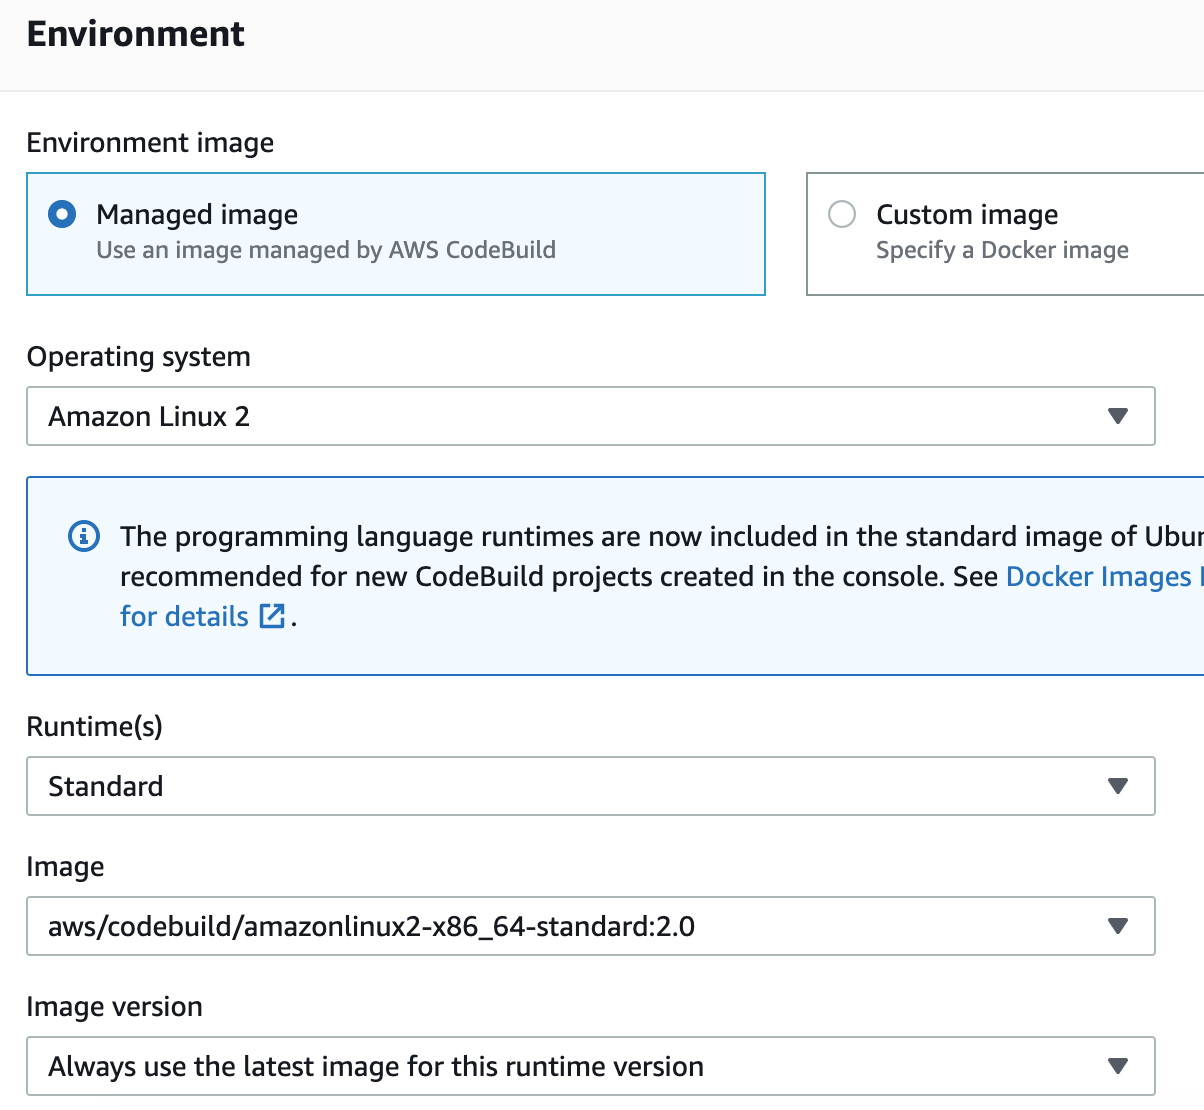 Environment
Environment image
Managed image
Use an image managed by AWS CodeBuild
Custom image
Specify a Docker image
Operating system
Amazon Linux 2
The programming language runtimes are now included in the standard image of
recommended for new CodeBuild projects created in the console. See Docker Images
for details .
Runtime(s)
Standard
Image
aws/codebuild/amazonlinux2-x86_64-standard:2.0
Image version
Always use the latest image for this runtime version